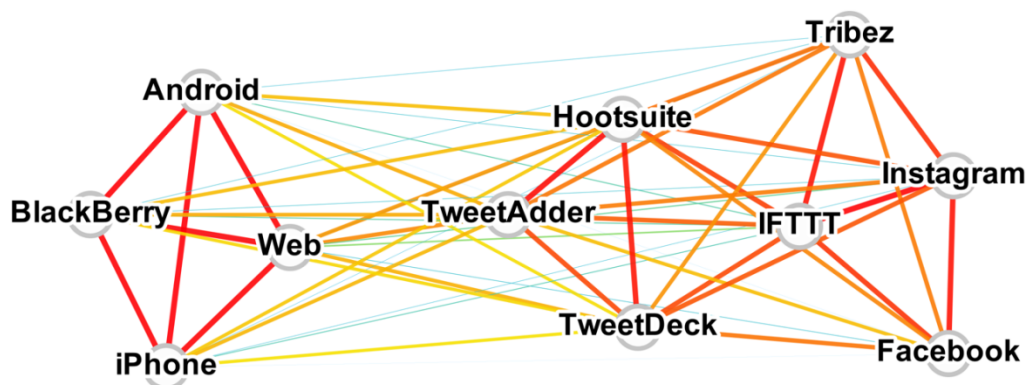 Tribez
Android
Hootsuite
Instagram
BlackBerry
TweetAdder
IFTTT
Web
TweetDeck
Facebook
iPhone